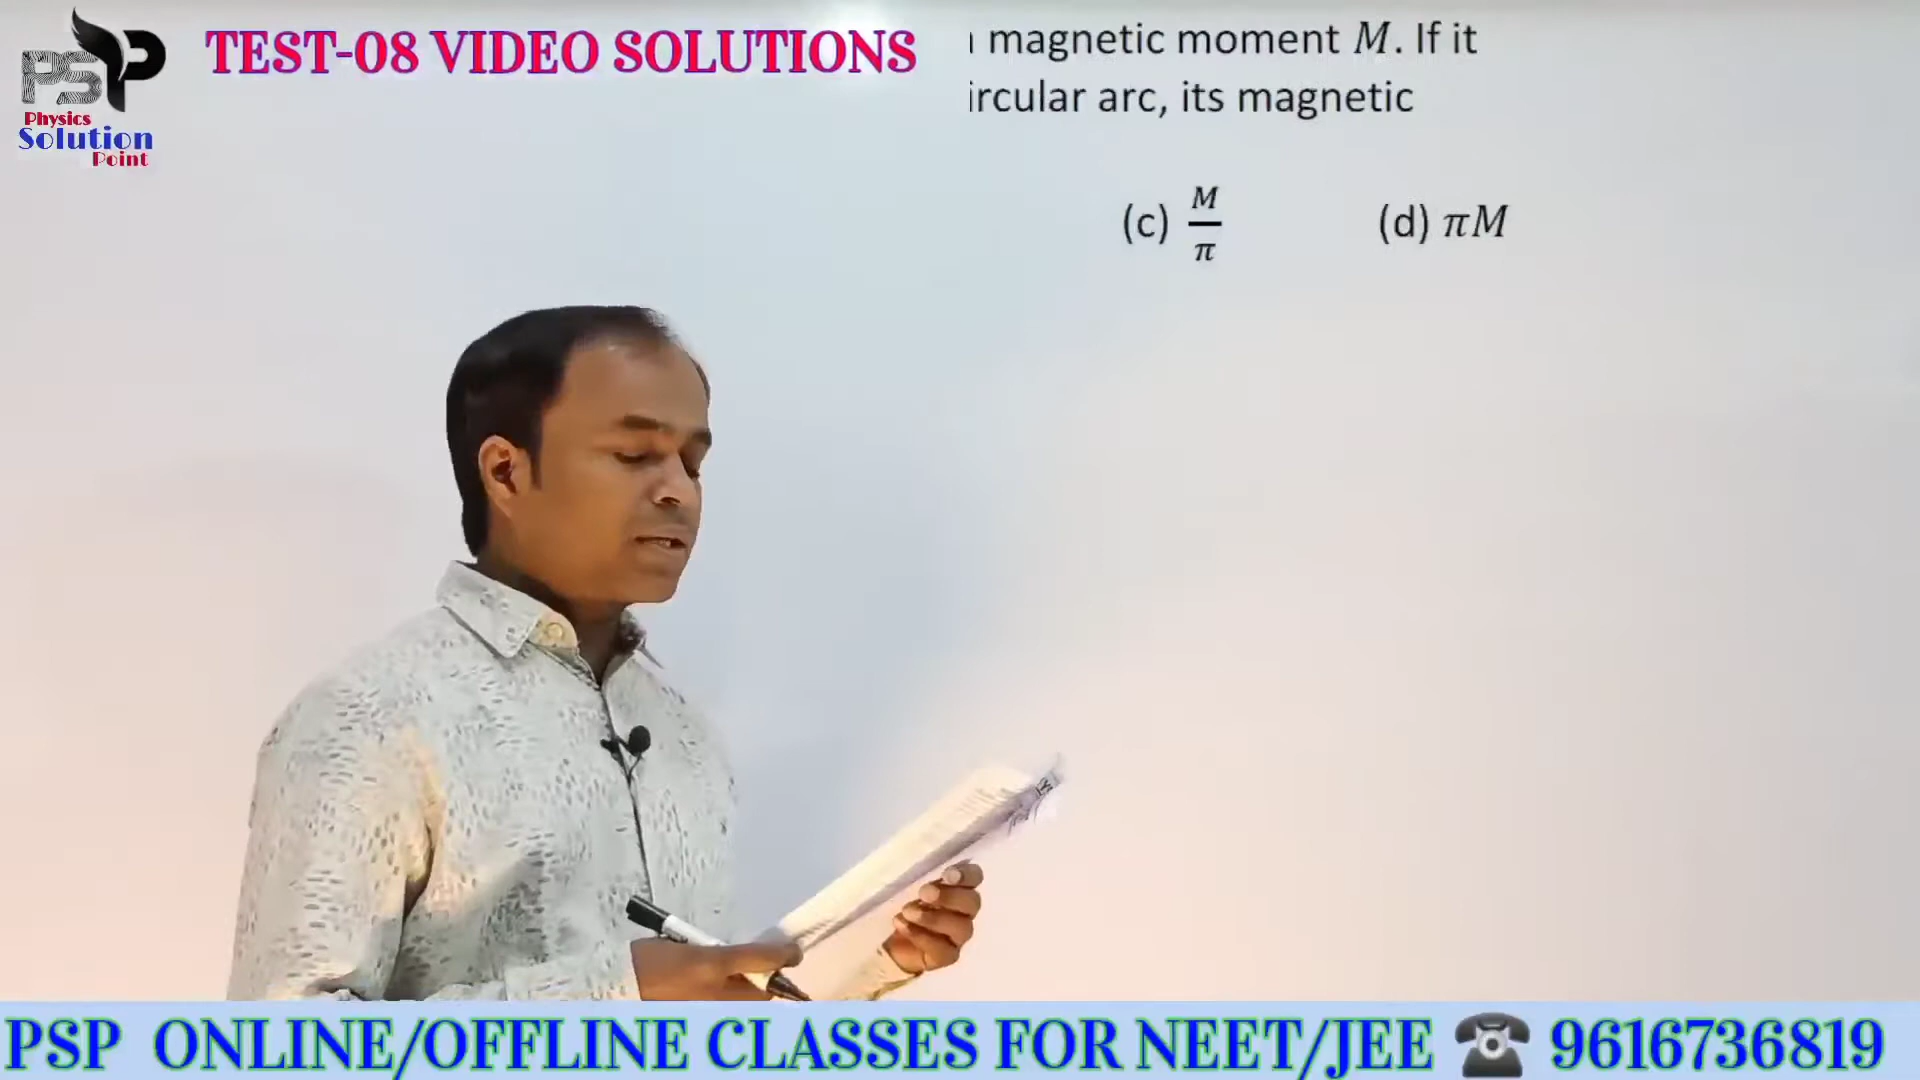 PSP
Physics
Solution
Point
TEST-08 VIDEO SOLUTIONS
magnetic moment M. If it
ircular arc, its magnetic
(c) M/π (d) πM
PSP ONLINE/OFFLINE CLASSES FOR NEET/JEE ☎ 9616736819